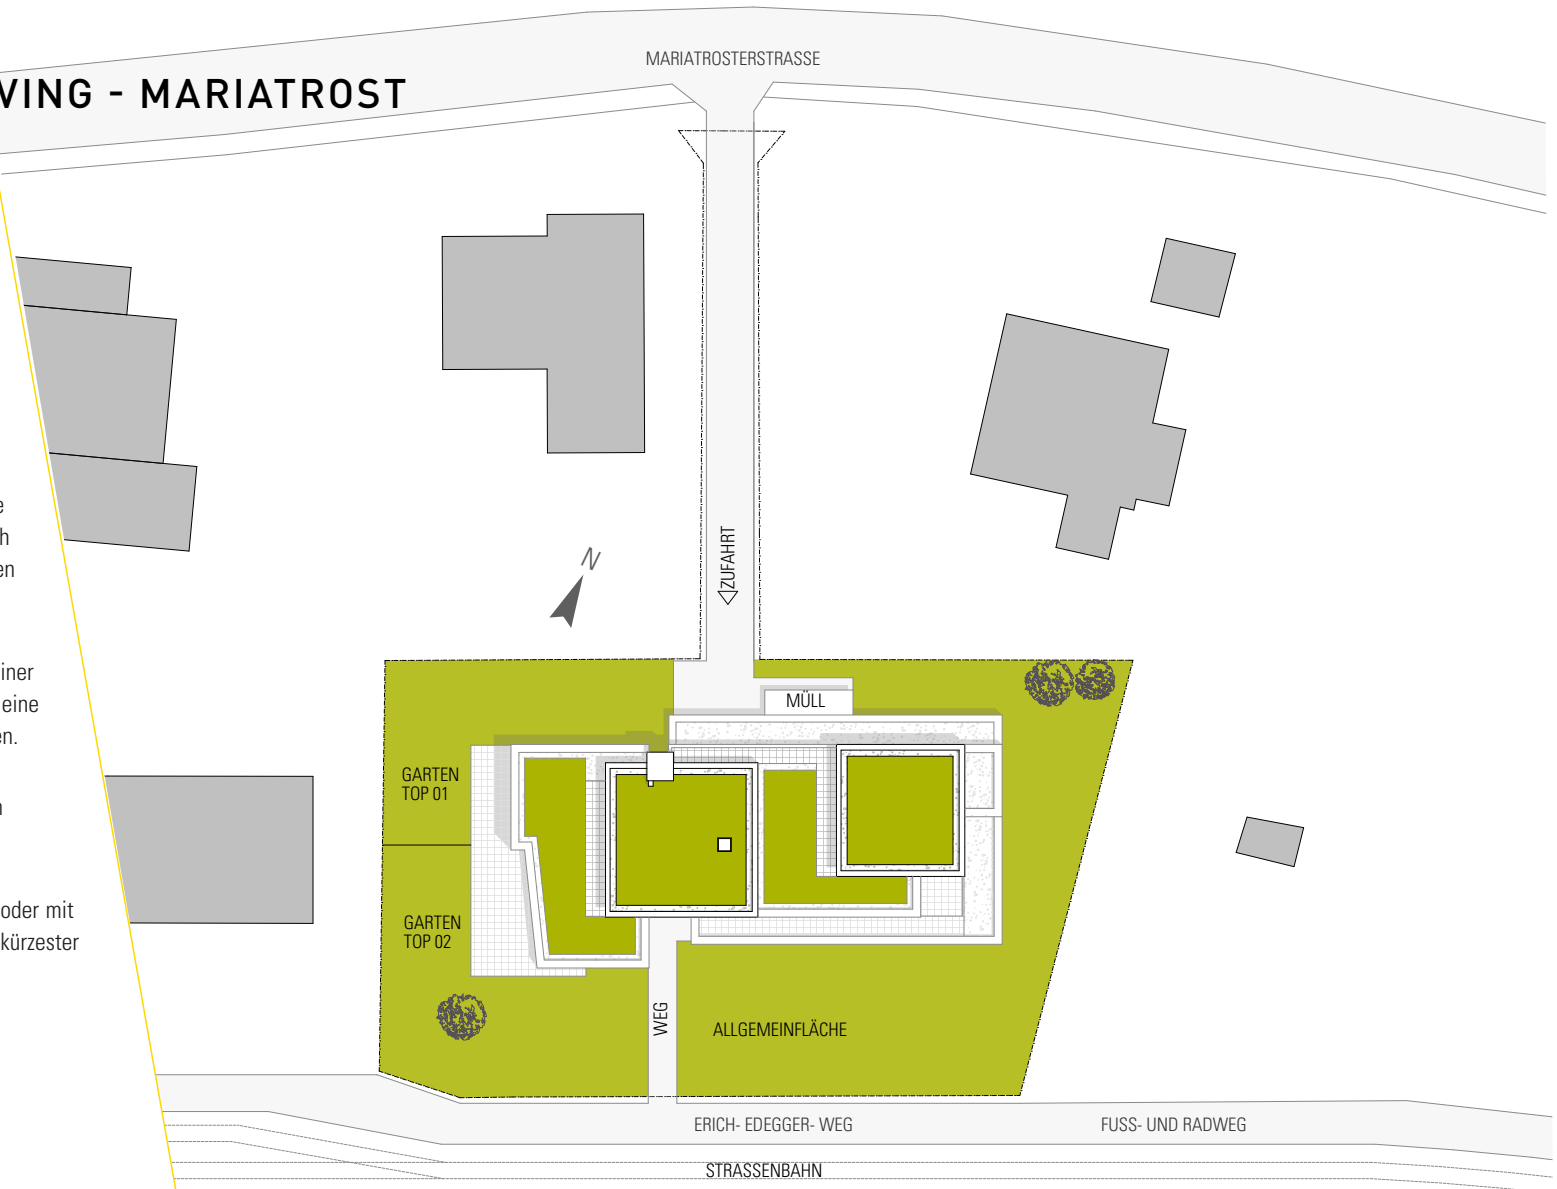 MARIATROSTERSTRASSE
VING - MARIATROST
e
h
en
N
ZUFAHRT
iner
eine
en.
MÜLL
GARTEN
TOP 01
n
oder mit
kürzester
GARTEN
TOP 02
WEG
ALLGEMEINFLÄCHE
ERICH- EDEGGER- WEG
FUSS- UND RADWEG
STRASSENBAHN